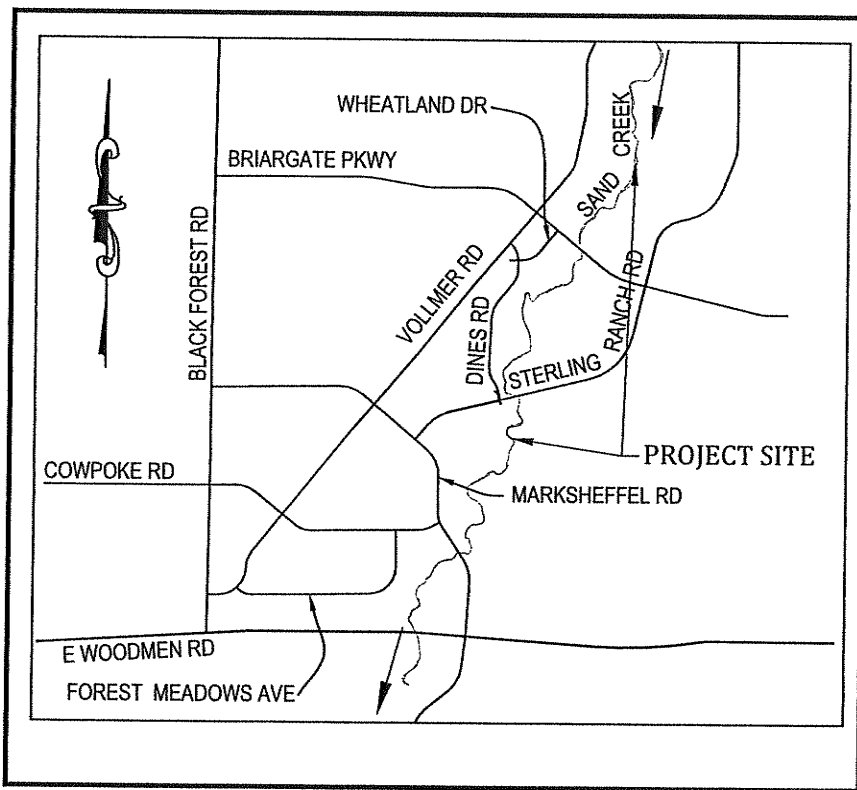 WHEATLAND DR
BRIARGATE PKWY
SAND CREEK
BLACK FOREST RD
VOLLMER RD
DINES RD
STERLING RANCH RD
PROJECT SITE
COWPOKE RD
MARKSHEFFEL RD
E WOODMEN RD
FOREST MEADOWS AVE